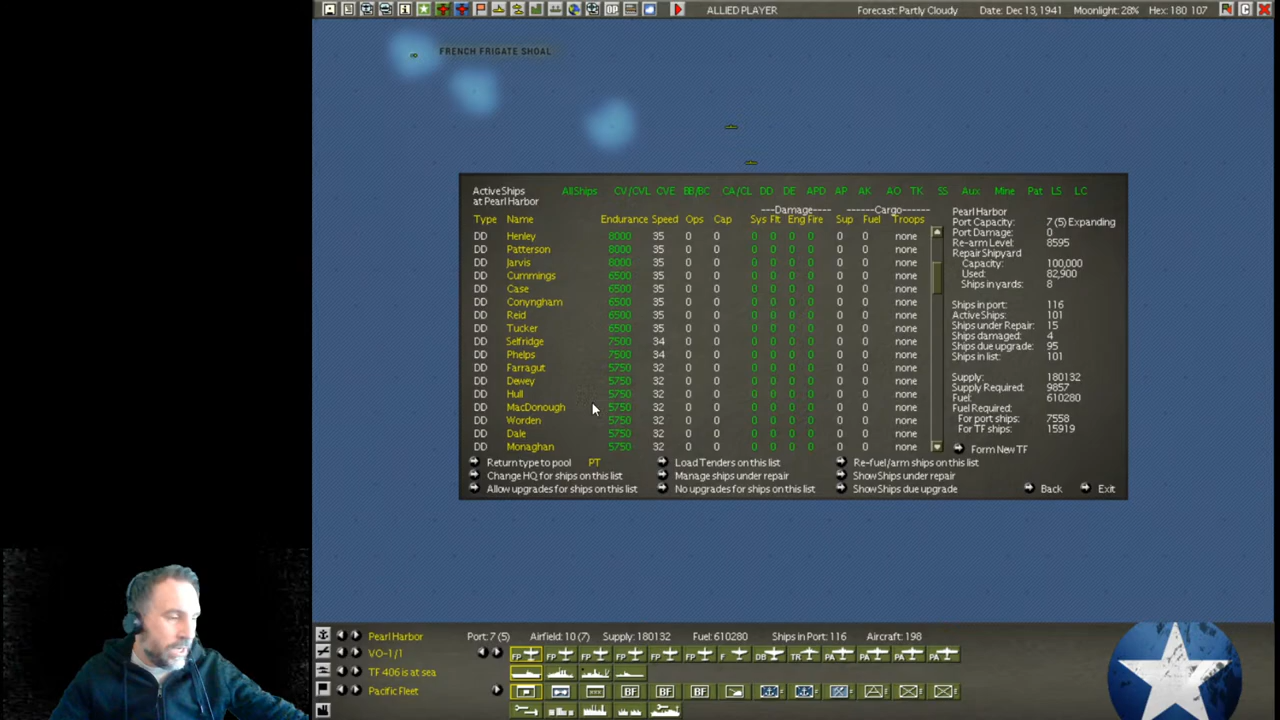 ALLIED PLAYER Forecast: Partly Cloudy Date: Dec 13, 1941 Moonlight: 28% Hex: 180 107
FRENCH FRIGATE SHOAL
Active Ships
at Pearl Harbor
All Ships CV/CVL CVE BB/BC CA/CL DD DE APD AP AK AO TK SS Aux Mine Pat LS LC
---Damage---- ------Cargo------
Type Name Endurance Speed Ops Cap Sys Flt Eng Fire Sup Fuel Troops
DD Henley 8000 35 0 0 0 0 0 0 0 0 none
DD Patterson 8000 35 0 0 0 0 0 0 0 0 none
DD Jarvis 8000 35 0 0 0 0 0 0 0 0 none
DD Cummings 6500 35 0 0 0 0 0 0 0 0 none
DD Case 6500 35 0 0 0 0 0 0 0 0 none
DD Conyngham 6500 35 0 0 0 0 0 0 0 0 none
DD Reid 6500 35 0 0 0 0 0 0 0 0 none
DD Tucker 6500 35 0 0 0 0 0 0 0 0 none
DD Selfridge 7500 34 0 0 0 0 0 0 0 0 none
DD Phelps 7500 34 0 0 0 0 0 0 0 0 none
DD Farragut 5750 32 0 0 0 0 0 0 0 0 none
DD Dewey 5750 32 0 0 0 0 0 0 0 0 none
DD Hull 5750 32 0 0 0 0 0 0 0 0 none
DD MacDonough 5750 32 0 0 0 0 0 0 0 0 none
DD Worden 5750 32 0 0 0 0 0 0 0 0 none
DD Dale 5750 32 0 0 0 0 0 0 0 0 none
DD Monaghan 5750 32 0 0 0 0 0 0 0 0 none
Return type to pool PT Load Tenders on this list Re-fuel/arm ships on this list
Change HQ for ships on this list Manage ships under repair Show Ships under repair
Allow upgrades for ships on this list No upgrades for ships on this list Show Ships due upgrade
Pearl Harbor
Port Capacity: 7 (5) Expanding
Port Damage: 0
Re-arm Level: 8595
Repair Shipyard
Capacity: 100,000
Used: 82,900
Ships in yards: 8
Ships in port: 116
Active Ships: 101
Ships under Repair: 15
Ships damaged: 4
Ships due upgrade: 95
Ships in list: 101
Supply: 180132
Supply Required: 9857
Fuel: 610280
Fuel Required:
For port ships: 7558
For TF ships: 15919
Form New TF
Back Exit
Pearl Harbor Port: 7 (5) Airfield: 10 (7) Supply: 180132 Fuel: 610280 Ships in Port: 116 Aircraft: 198
VO-1/1 FP FP FP FP FP FP F DB TR PA PA PA PA
TF 406 is at sea
Pacific Fleet BF BF BF